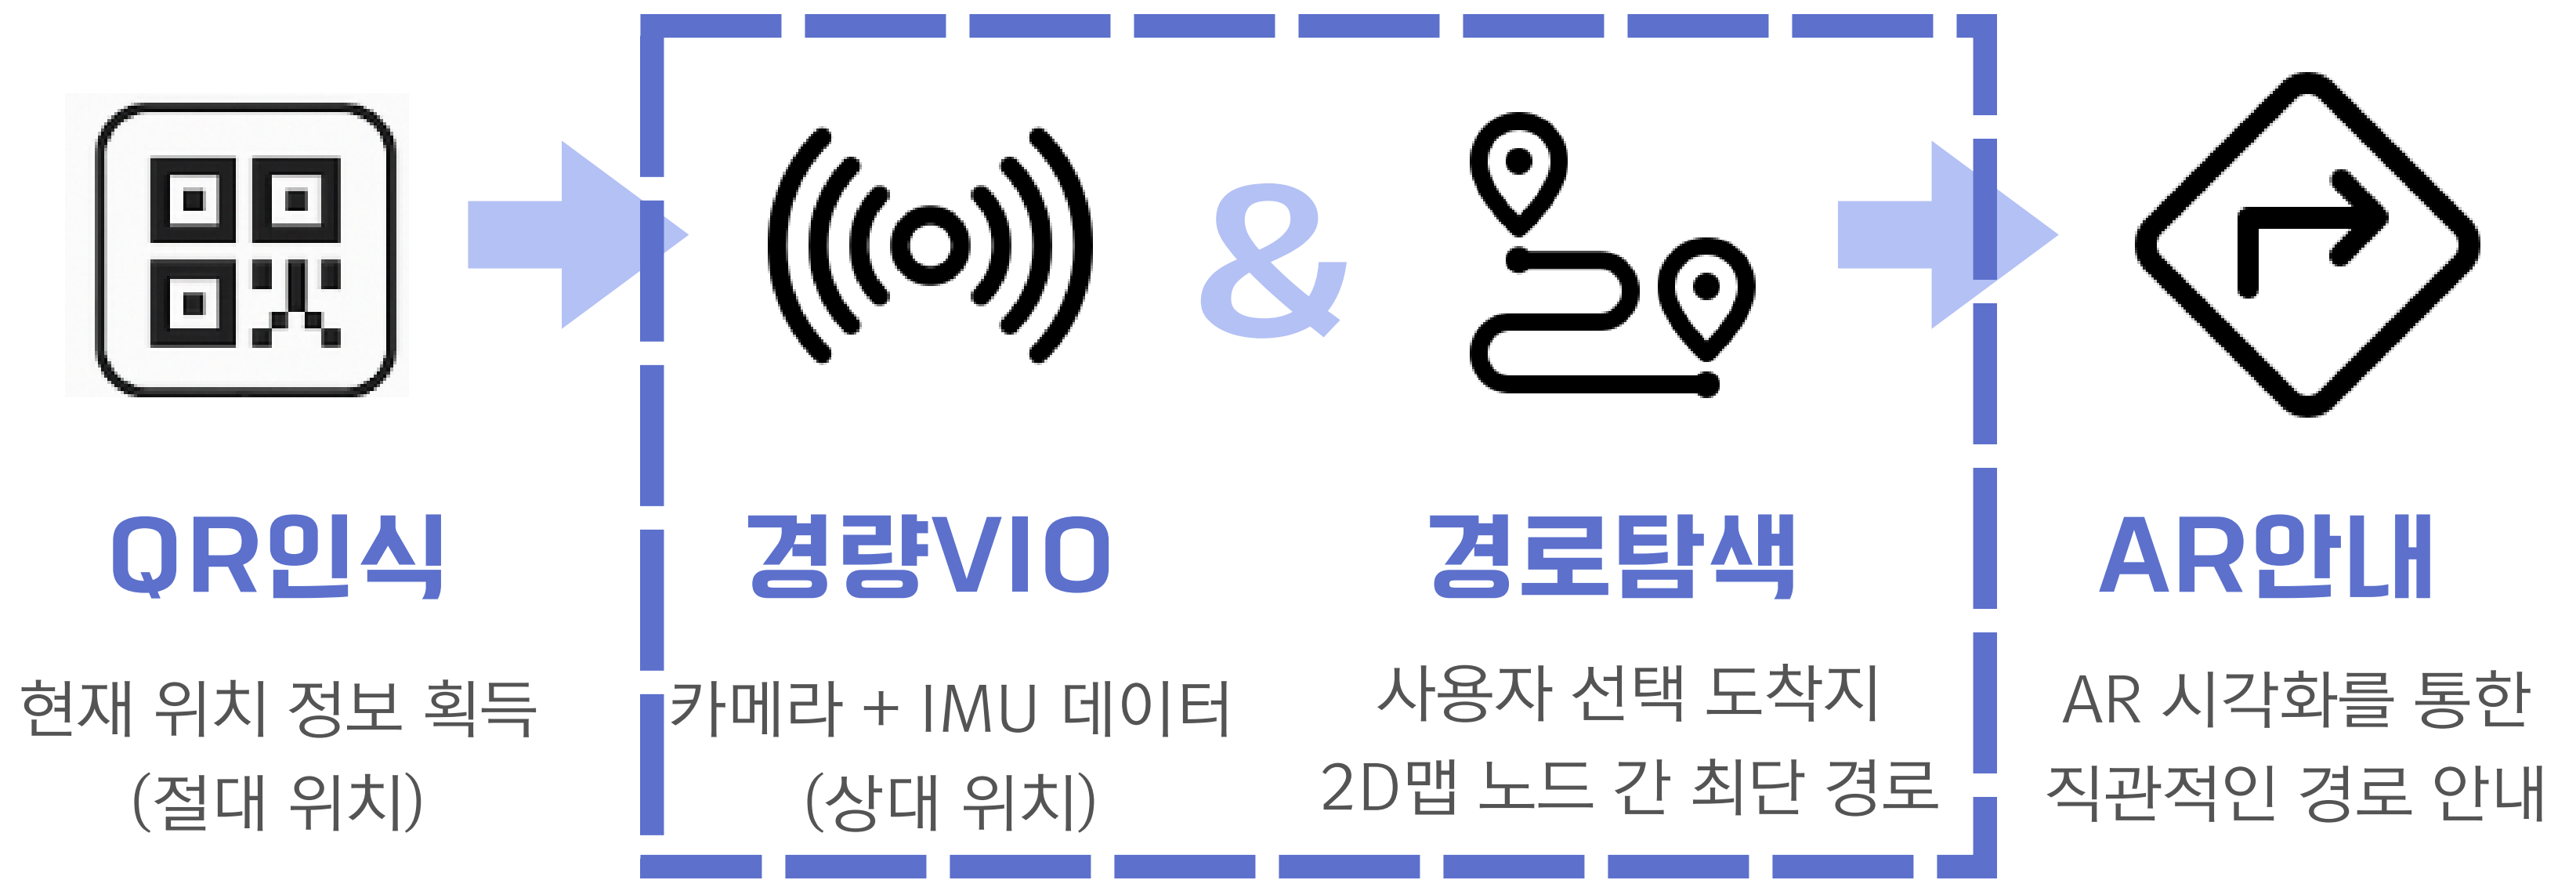 QR인식
현재 위치 정보 획득
(절대 위치)
&
경량VIO
카메라 + IMU 데이터
(상대 위치)
경로탐색
사용자 선택 도착지
2D맵 노드 간 최단 경로
AR안내
AR 시각화를 통한
직관적인 경로 안내